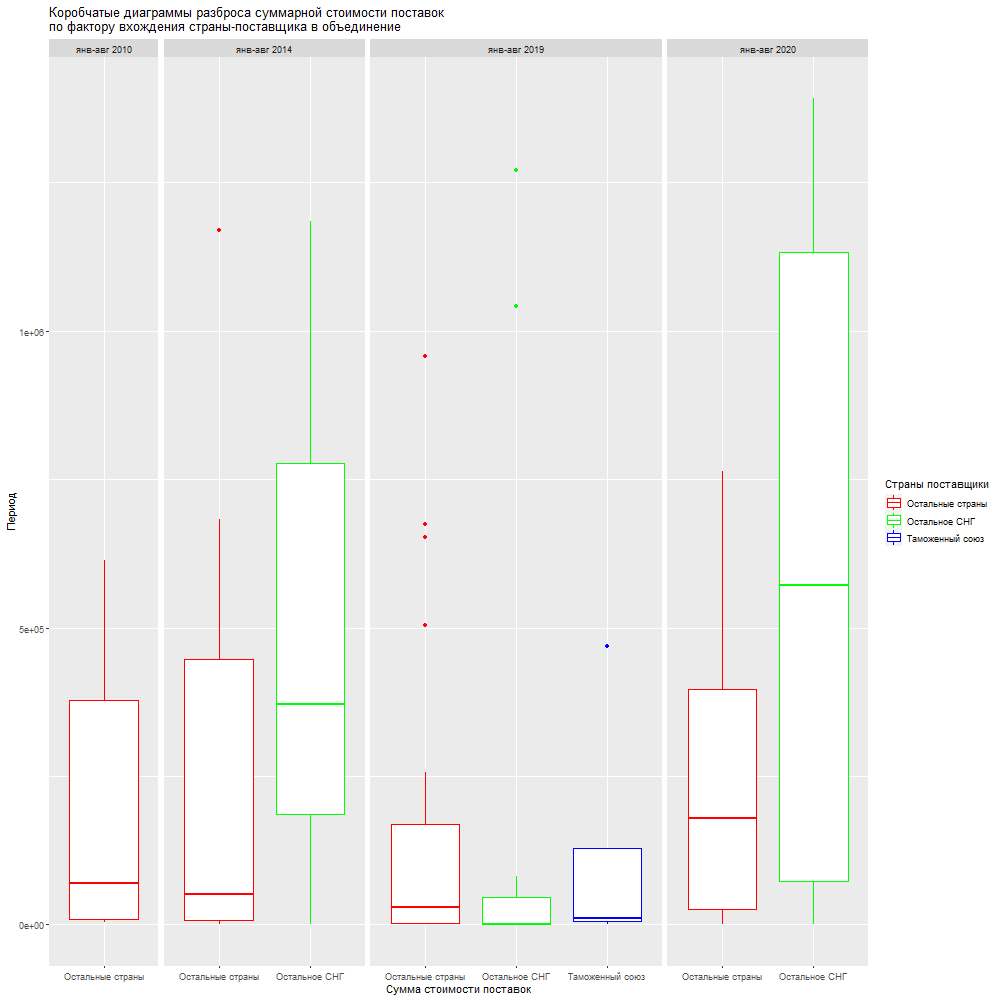 Коробчатые диаграммы разброса суммарной стоимости поставок
по фактору вхождения страны-поставщика в объединение
янв-авг 2010
янв-авг 2014
янв-авг 2019
янв-авг 2020
1e+06
5e+05
0e+00
Период
Остальные страны
Остальные страны
Остальное СНГ
Остальные страны
Остальное СНГ
Таможенный союз
Остальные страны
Остальное СНГ
Сумма стоимости поставок
Страны поставщики
Остальные страны
Остальное СНГ
Таможенный союз